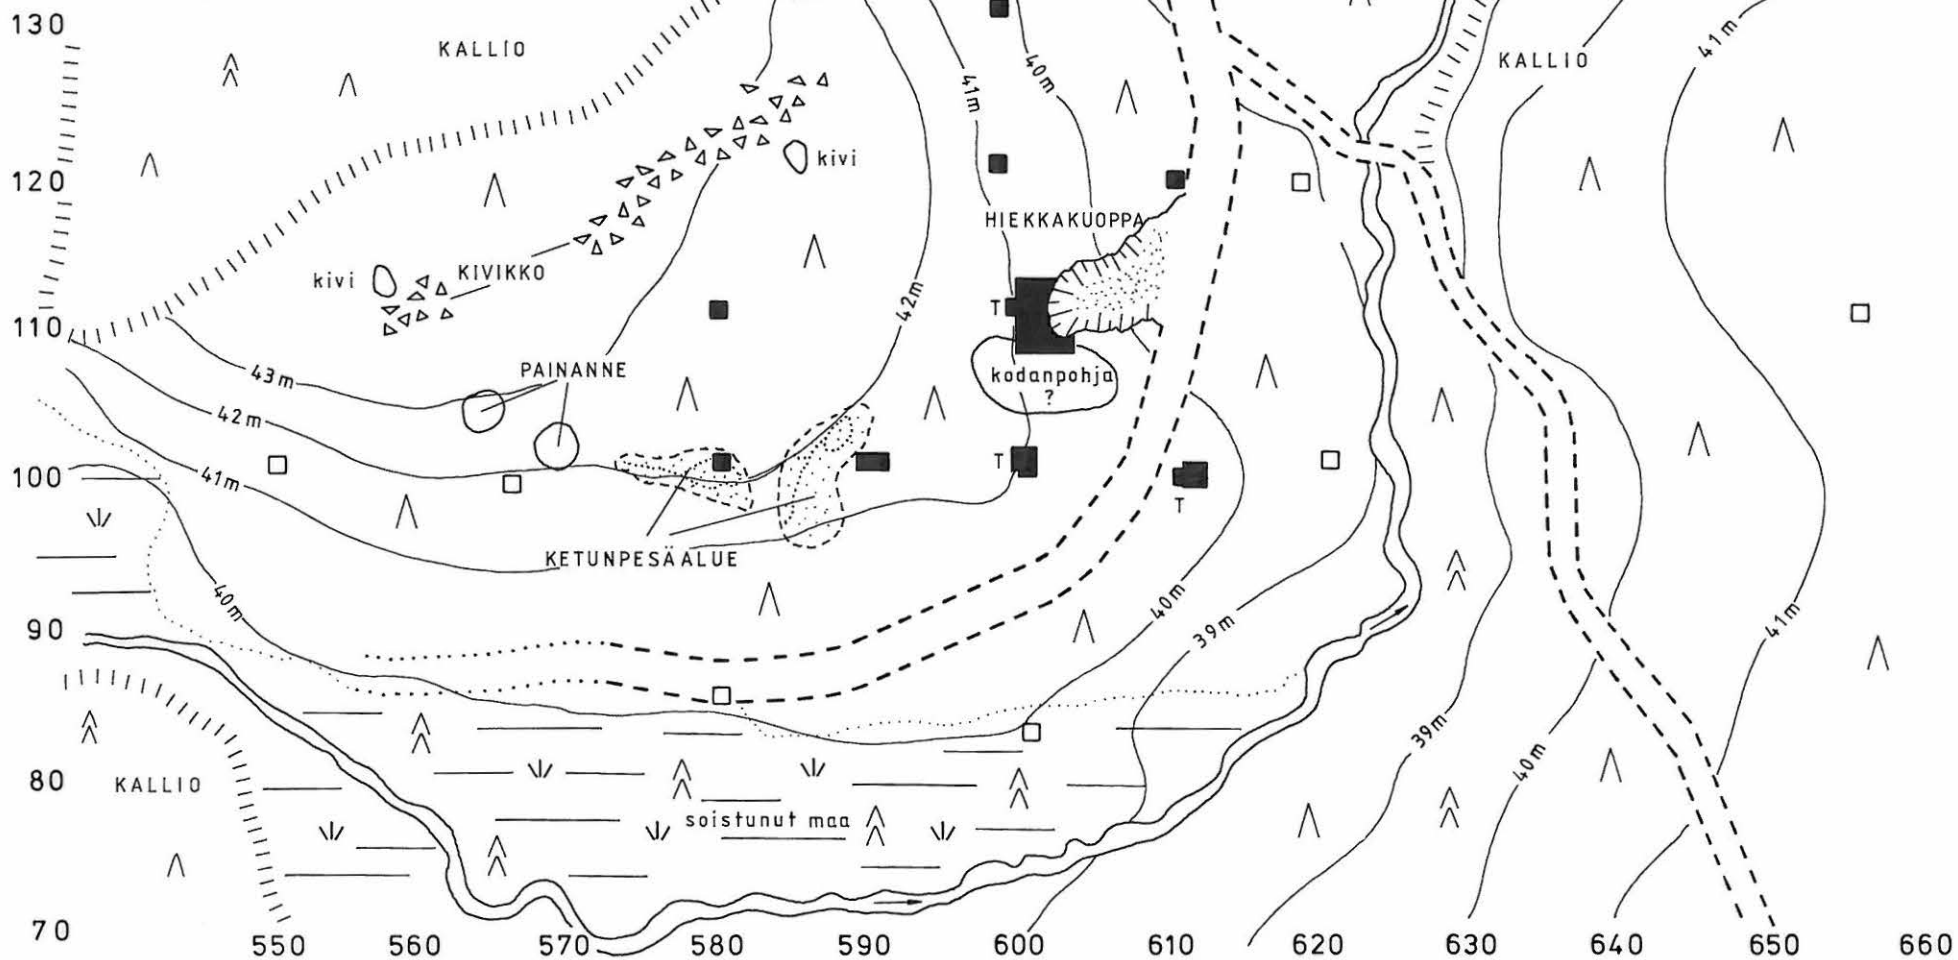 130
KALLIO
41m
40m
41m
KALLIO
kivi
120
HIEKKAKUOPPA
kivi
KIVIKKO
42m
T
110
43m
PAINANNE
kodanpohja
?
42m
41m
T
100
T
KETUNPESÄALUE
40m
40m
39m
41m
90
39m
40m
80
KALLIO
soistunut maa
70
550 560 570 580 590 600 610 620 630 640 650 660